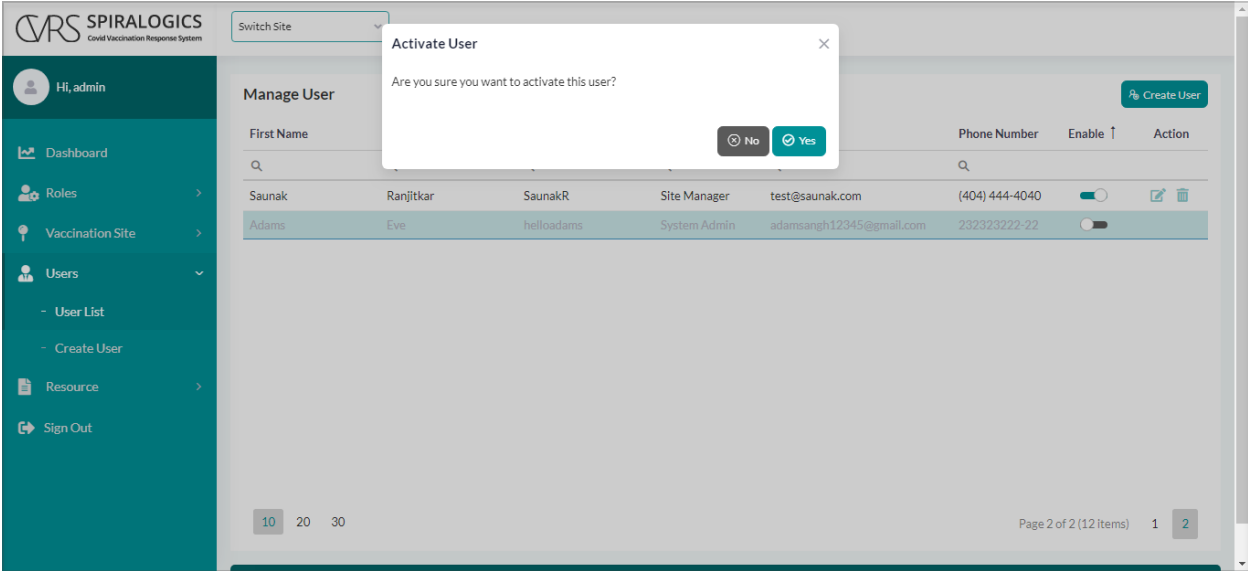 CVRS SPIRALOGICS
Covid Vaccination Response System
Switch Site
Hi, admin
Dashboard
Roles
Vaccination Site
Users
- User List
- Create User
Resource
Sign Out
Activate User
Are you sure you want to activate this user?
No Yes
Manage User
Create User
First Name Phone Number Enable ↑ Action
Saunak Ranjitkar SaunakR Site Manager test@saunak.com (404) 444-4040
Adams Eve helloadams System Admin adamsangh12345@gmail.com 232323222-22
10 20 30
Page 2 of 2 (12 items) 1 2